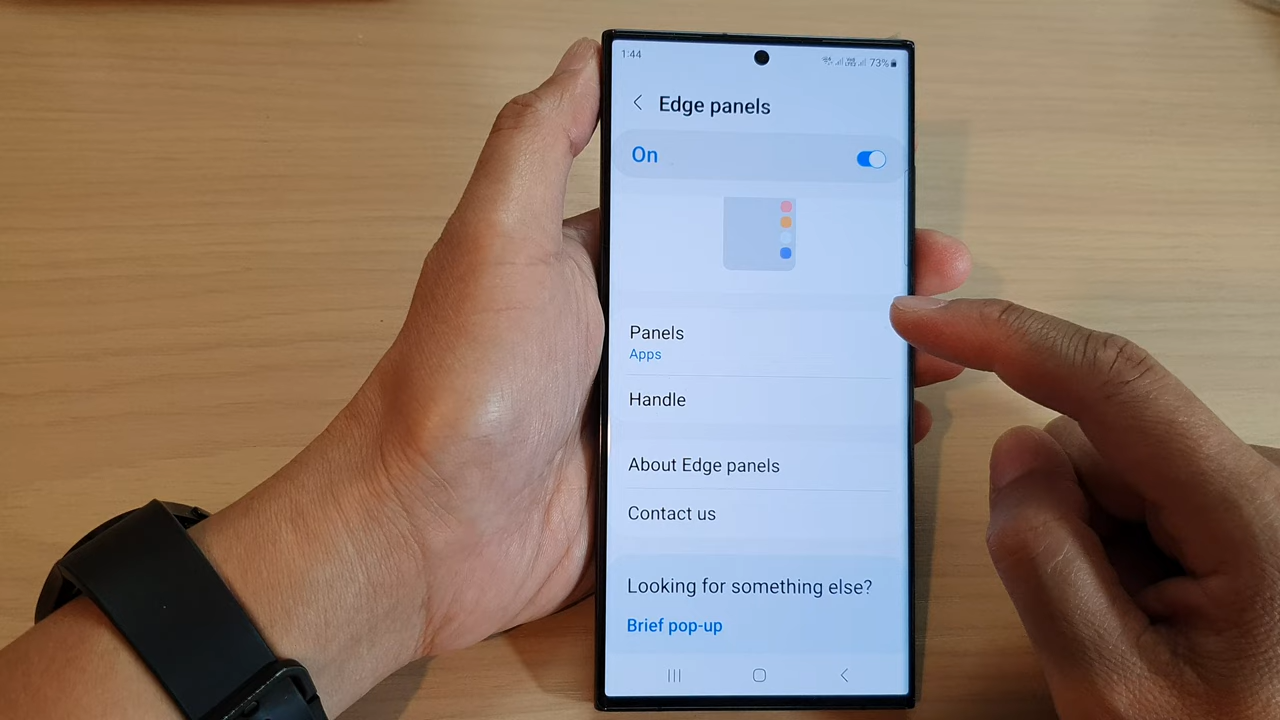 1:44
73%
Edge panels
On
Panels
Apps
Handle
About Edge panels
Contact us
Looking for something else?
Brief pop-up